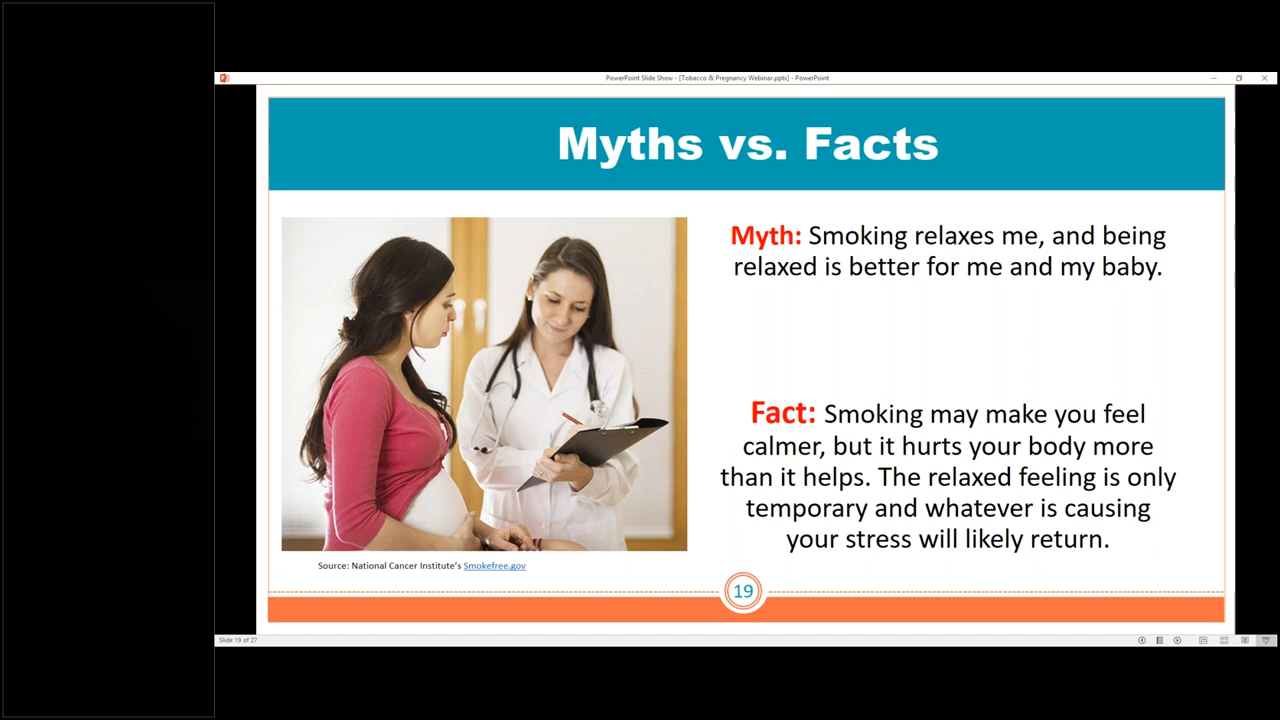 PowerPoint Slide Show - [Tobacco & Pregnancy Webinar.pptx] - PowerPoint
Myths vs. Facts
Myth: Smoking relaxes me, and being
relaxed is better for me and my baby.
Fact: Smoking may make you feel
calmer, but it hurts your body more
than it helps. The relaxed feeling is only
temporary and whatever is causing
your stress will likely return.
Source: National Cancer Institute's Smokefree.gov
19
Slide 19 of 27